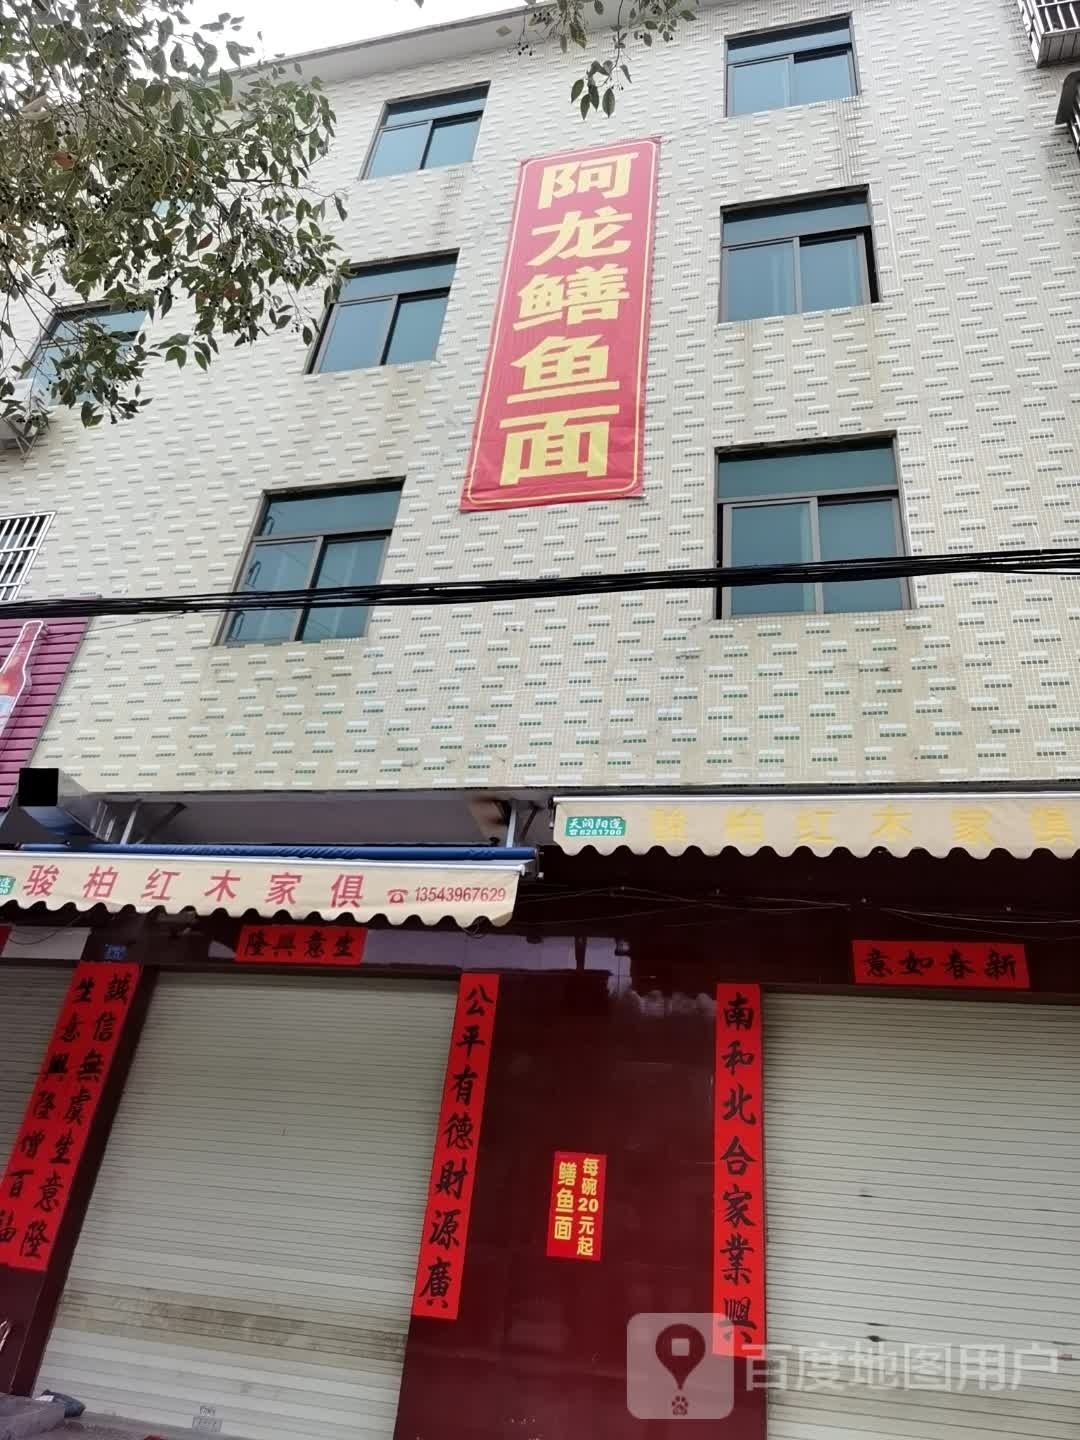 阿龙鳝鱼面
天润阳篷
☎8281700
骏柏红木家俱
骏柏红木家俱 ☎13543967629
隆興意生
意如春新
誠信無虞生意隆
生意興隆增百福
公平有德財源廣
南和北合家業興
每碗20元起
鳝鱼面
百度地图用户